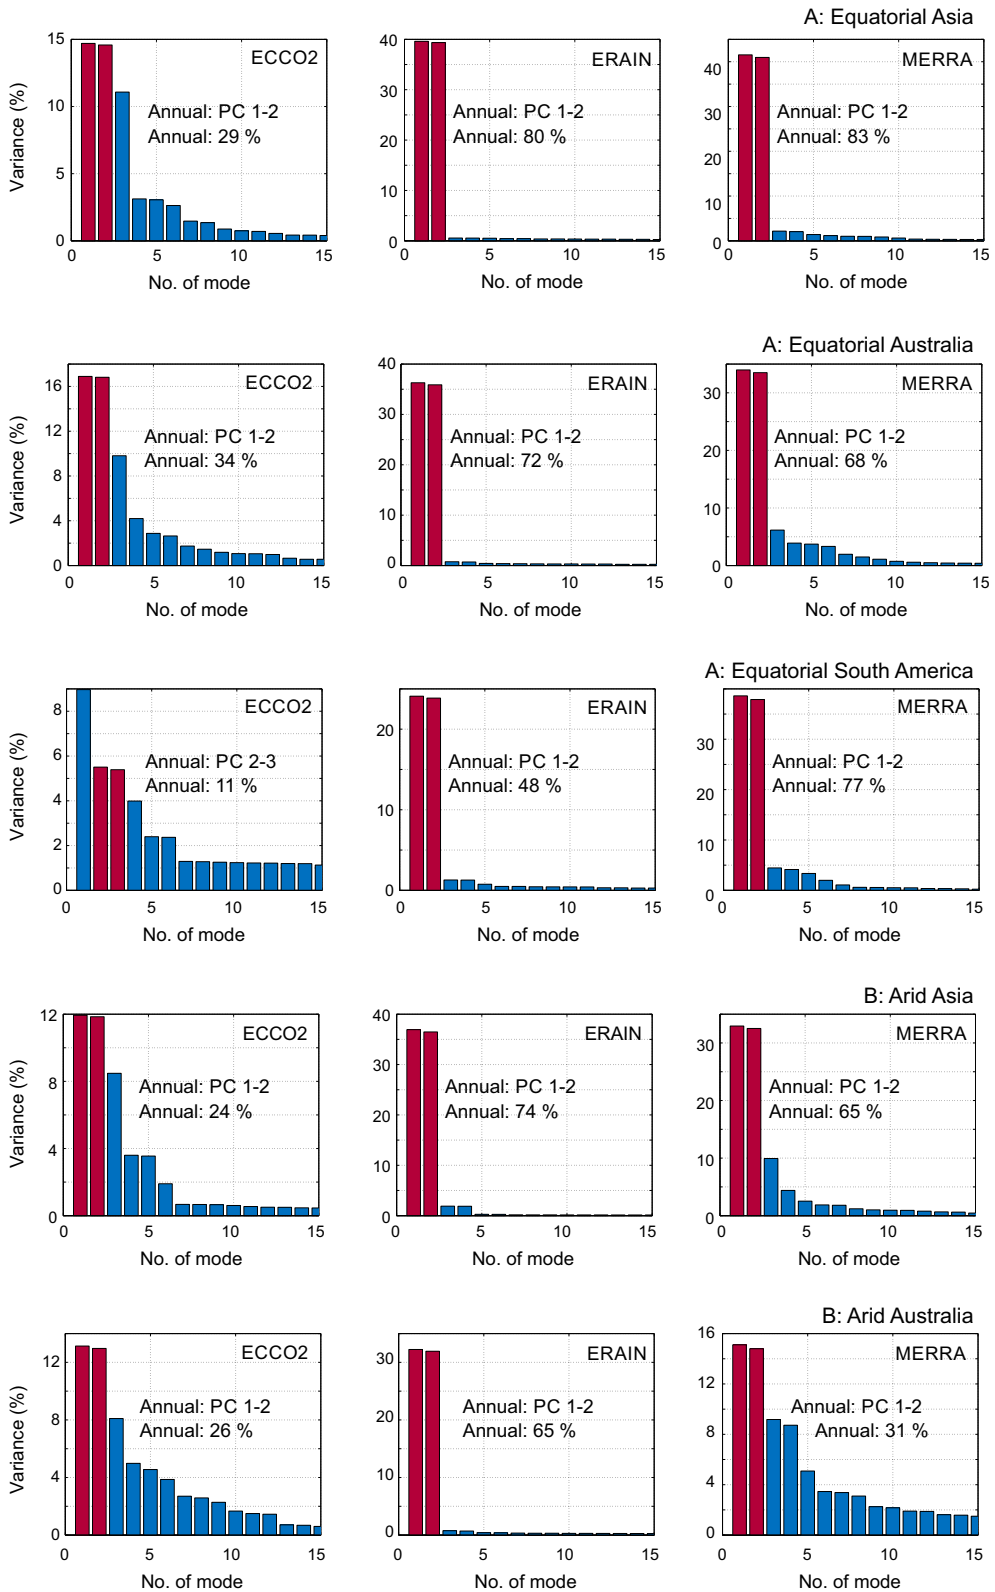 A: Equatorial Asia
Variance (%)
15
10
5
0
ECCO2
Annual: PC 1-2
Annual: 29 %
0 5 10 15
No. of mode
40
30
20
10
0
ERAIN
Annual: PC 1-2
Annual: 80 %
0 5 10 15
No. of mode
40
30
20
10
0
MERRA
Annual: PC 1-2
Annual: 83 %
0 5 10 15
No. of mode
A: Equatorial Australia
Variance (%)
16
12
8
4
0
ECCO2
Annual: PC 1-2
Annual: 34 %
0 5 10 15
No. of mode
40
30
20
10
0
ERAIN
Annual: PC 1-2
Annual: 72 %
0 5 10 15
No. of mode
30
20
10
0
MERRA
Annual: PC 1-2
Annual: 68 %
0 5 10 15
No. of mode
A: Equatorial South America
Variance (%)
8
6
4
2
0
ECCO2
Annual: PC 2-3
Annual: 11 %
0 5 10 15
No. of mode
20
10
0
ERAIN
Annual: PC 1-2
Annual: 48 %
0 5 10 15
No. of mode
30
20
10
0
MERRA
Annual: PC 1-2
Annual: 77 %
0 5 10 15
No. of mode
B: Arid Asia
Variance (%)
12
8
4
0
ECCO2
Annual: PC 1-2
Annual: 24 %
0 5 10 15
No. of mode
40
30
20
10
0
ERAIN
Annual: PC 1-2
Annual: 74 %
0 5 10 15
No. of mode
30
20
10
0
MERRA
Annual: PC 1-2
Annual: 65 %
0 5 10 15
No. of mode
B: Arid Australia
Variance (%)
12
8
4
0
ECCO2
Annual: PC 1-2
Annual: 26 %
0 5 10 15
No. of mode
30
20
10
0
ERAIN
Annual: PC 1-2
Annual: 65 %
0 5 10 15
No. of mode
16
12
8
4
0
MERRA
Annual: PC 1-2
Annual: 31 %
0 5 10 15
No. of mode